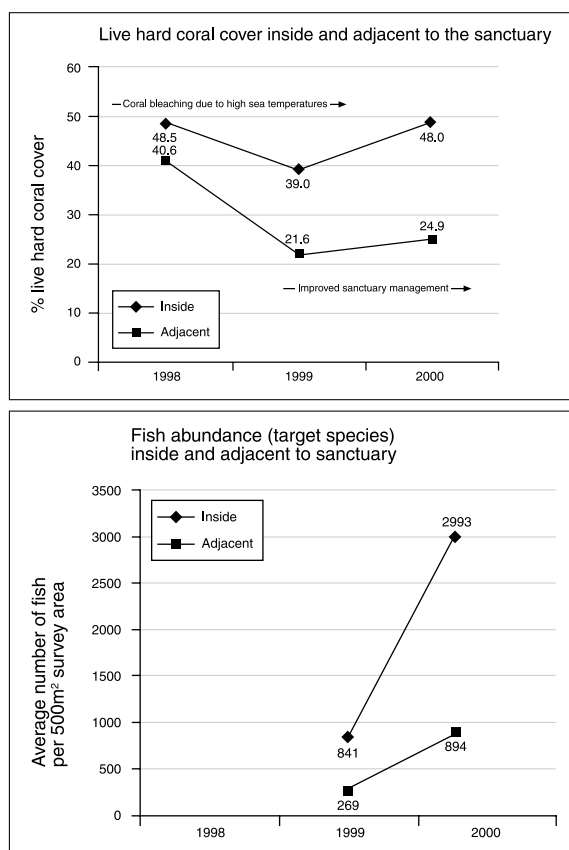 Live hard coral cover inside and adjacent to the sanctuary
% live hard coral cover
60
50
40
30
20
10
0
Coral bleaching due to high sea temperatures
48.5
40.6
39.0
48.0
21.6
24.9
Improved sanctuary management
Inside
Adjacent
1998
1999
2000
Fish abundance (target species)
inside and adjacent to sanctuary
Average number of fish
per 500m² survey area
3500
3000
2500
2000
1500
1000
500
0
Inside
Adjacent
2993
841
894
269
1998
1999
2000